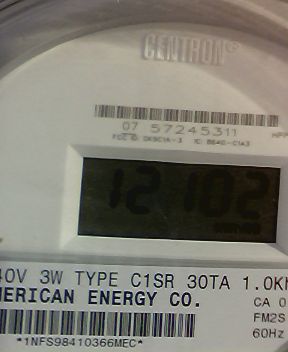 CENTRON®
07 57245311
12102
40V 3W TYPE C1SR 30TA 1.0K
MERICAN ENERGY CO.
CA 0
FM2S
60Hz
*1NFS98410366MEC*